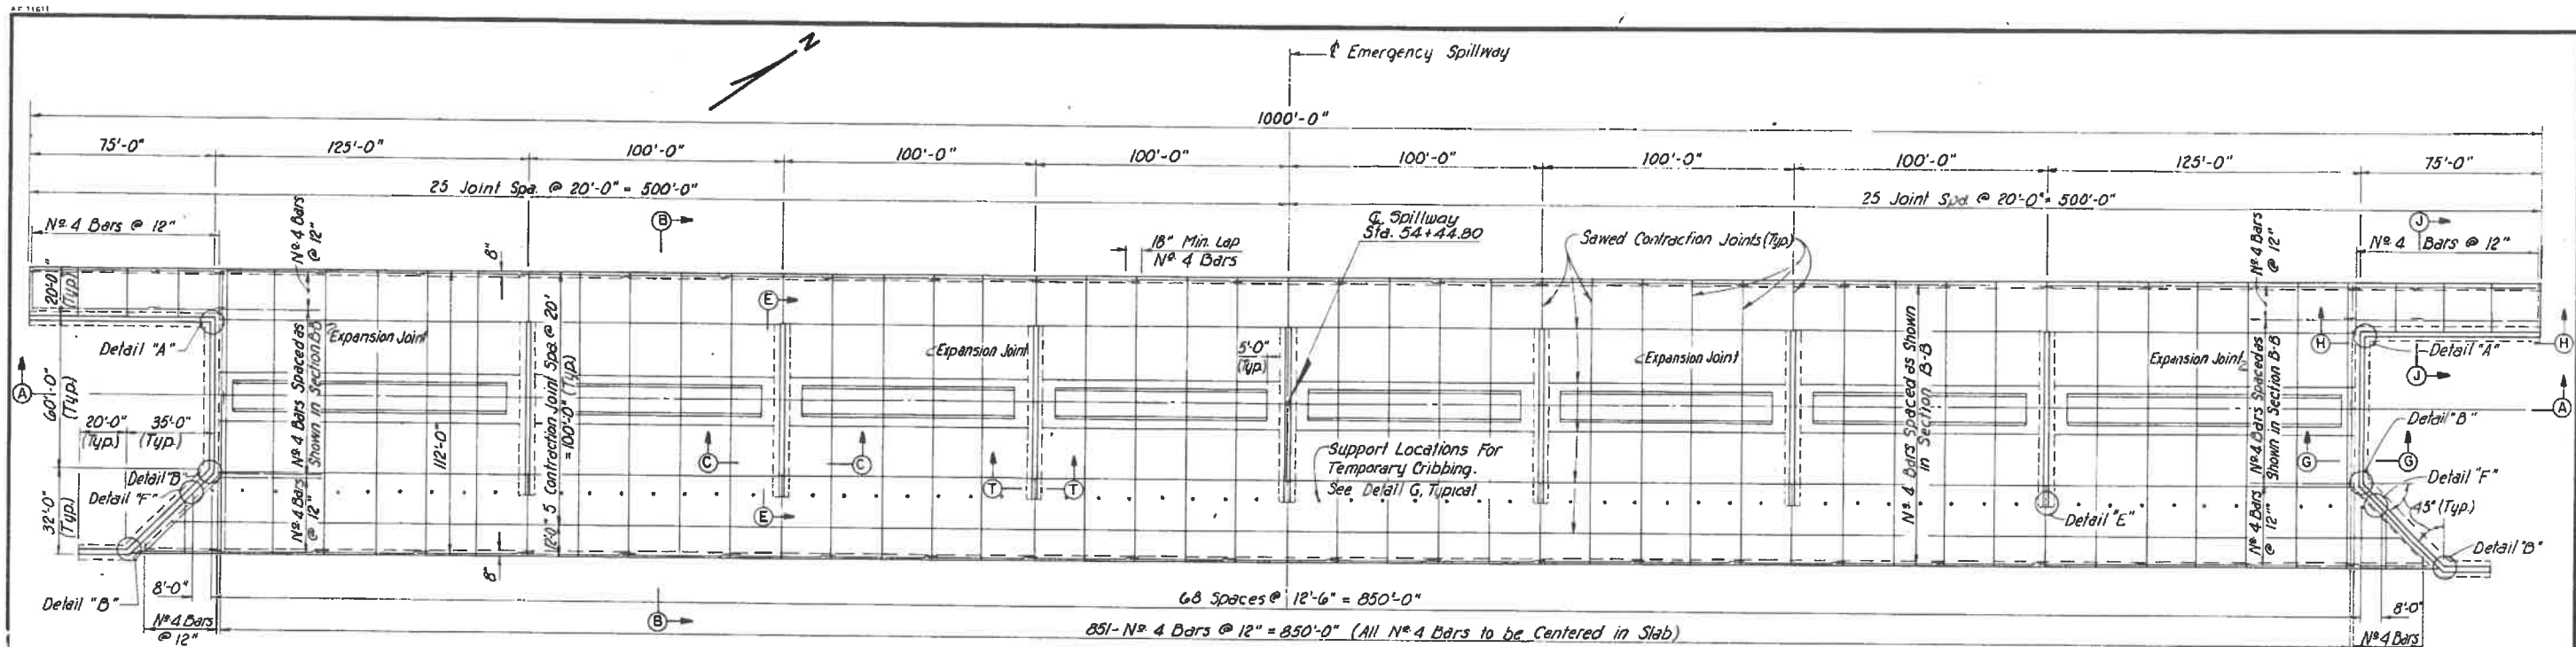 N
℄ Emergency Spillway
1000'-0"
75'-0"
125'-0"
100'-0"
100'-0"
100'-0"
100'-0"
100'-0"
100'-0"
125'-0"
75'-0"
25 Joint Spa. @ 20'-0" = 500'-0"
25 Joint Spa @ 20'-0" = 500'-0"
Nº 4 Bars @ 12"
Nº 4 Bars
@ 12"
B
8"
18" Min. Lap
Nº 4 Bars
℄ Spillway
Sta. 54+44.80
Sawed Contraction Joints (Typ)
Nº 4 Bars
@ 12"
J
Nº 4 Bars @ 12"
20'-0"
(Typ)
E
Detail "A"
Expansion Joint
Expansion Joint
5'-0"
(Typ.)
Expansion Joint
Expansion Joint
H
H
Detail "A"
J
A
60'-0"
(Typ.)
20'-0"
(Typ.)
35'-0"
(Typ.)
Nº 4 Bars Spaced as
Shown in Section B-B
112'-0"
12'-0" 5 Contraction Joint Spa @ 20'
= 100'-0" (Typ.)
Nº 4 Bars Spaced as Shown
in Section B-B
Nº 4 Bars Spaced as
Shown in Section B-B
A
Detail "B"
Detail "B"
Detail "F"
C
C
T
T
Support Locations For
Temporary Cribbing.
See Detail G, Typical
G
G
Detail "F"
45° (Typ.)
32'-0"
(Typ.)
Nº 4 Bars
@ 12"
E
Detail "E"
Nº 4 Bars
@ 12"
Detail "B"
8"
Detail "B"
8'-0"
68 Spaces @ 12'-6" = 850'-0"
8'-0"
Nº 4 Bars
@ 12"
B
851- Nº 4 Bars @ 12" = 850'-0" (All Nº 4 Bars to be Centered in Slab)
Nº 4 Bars